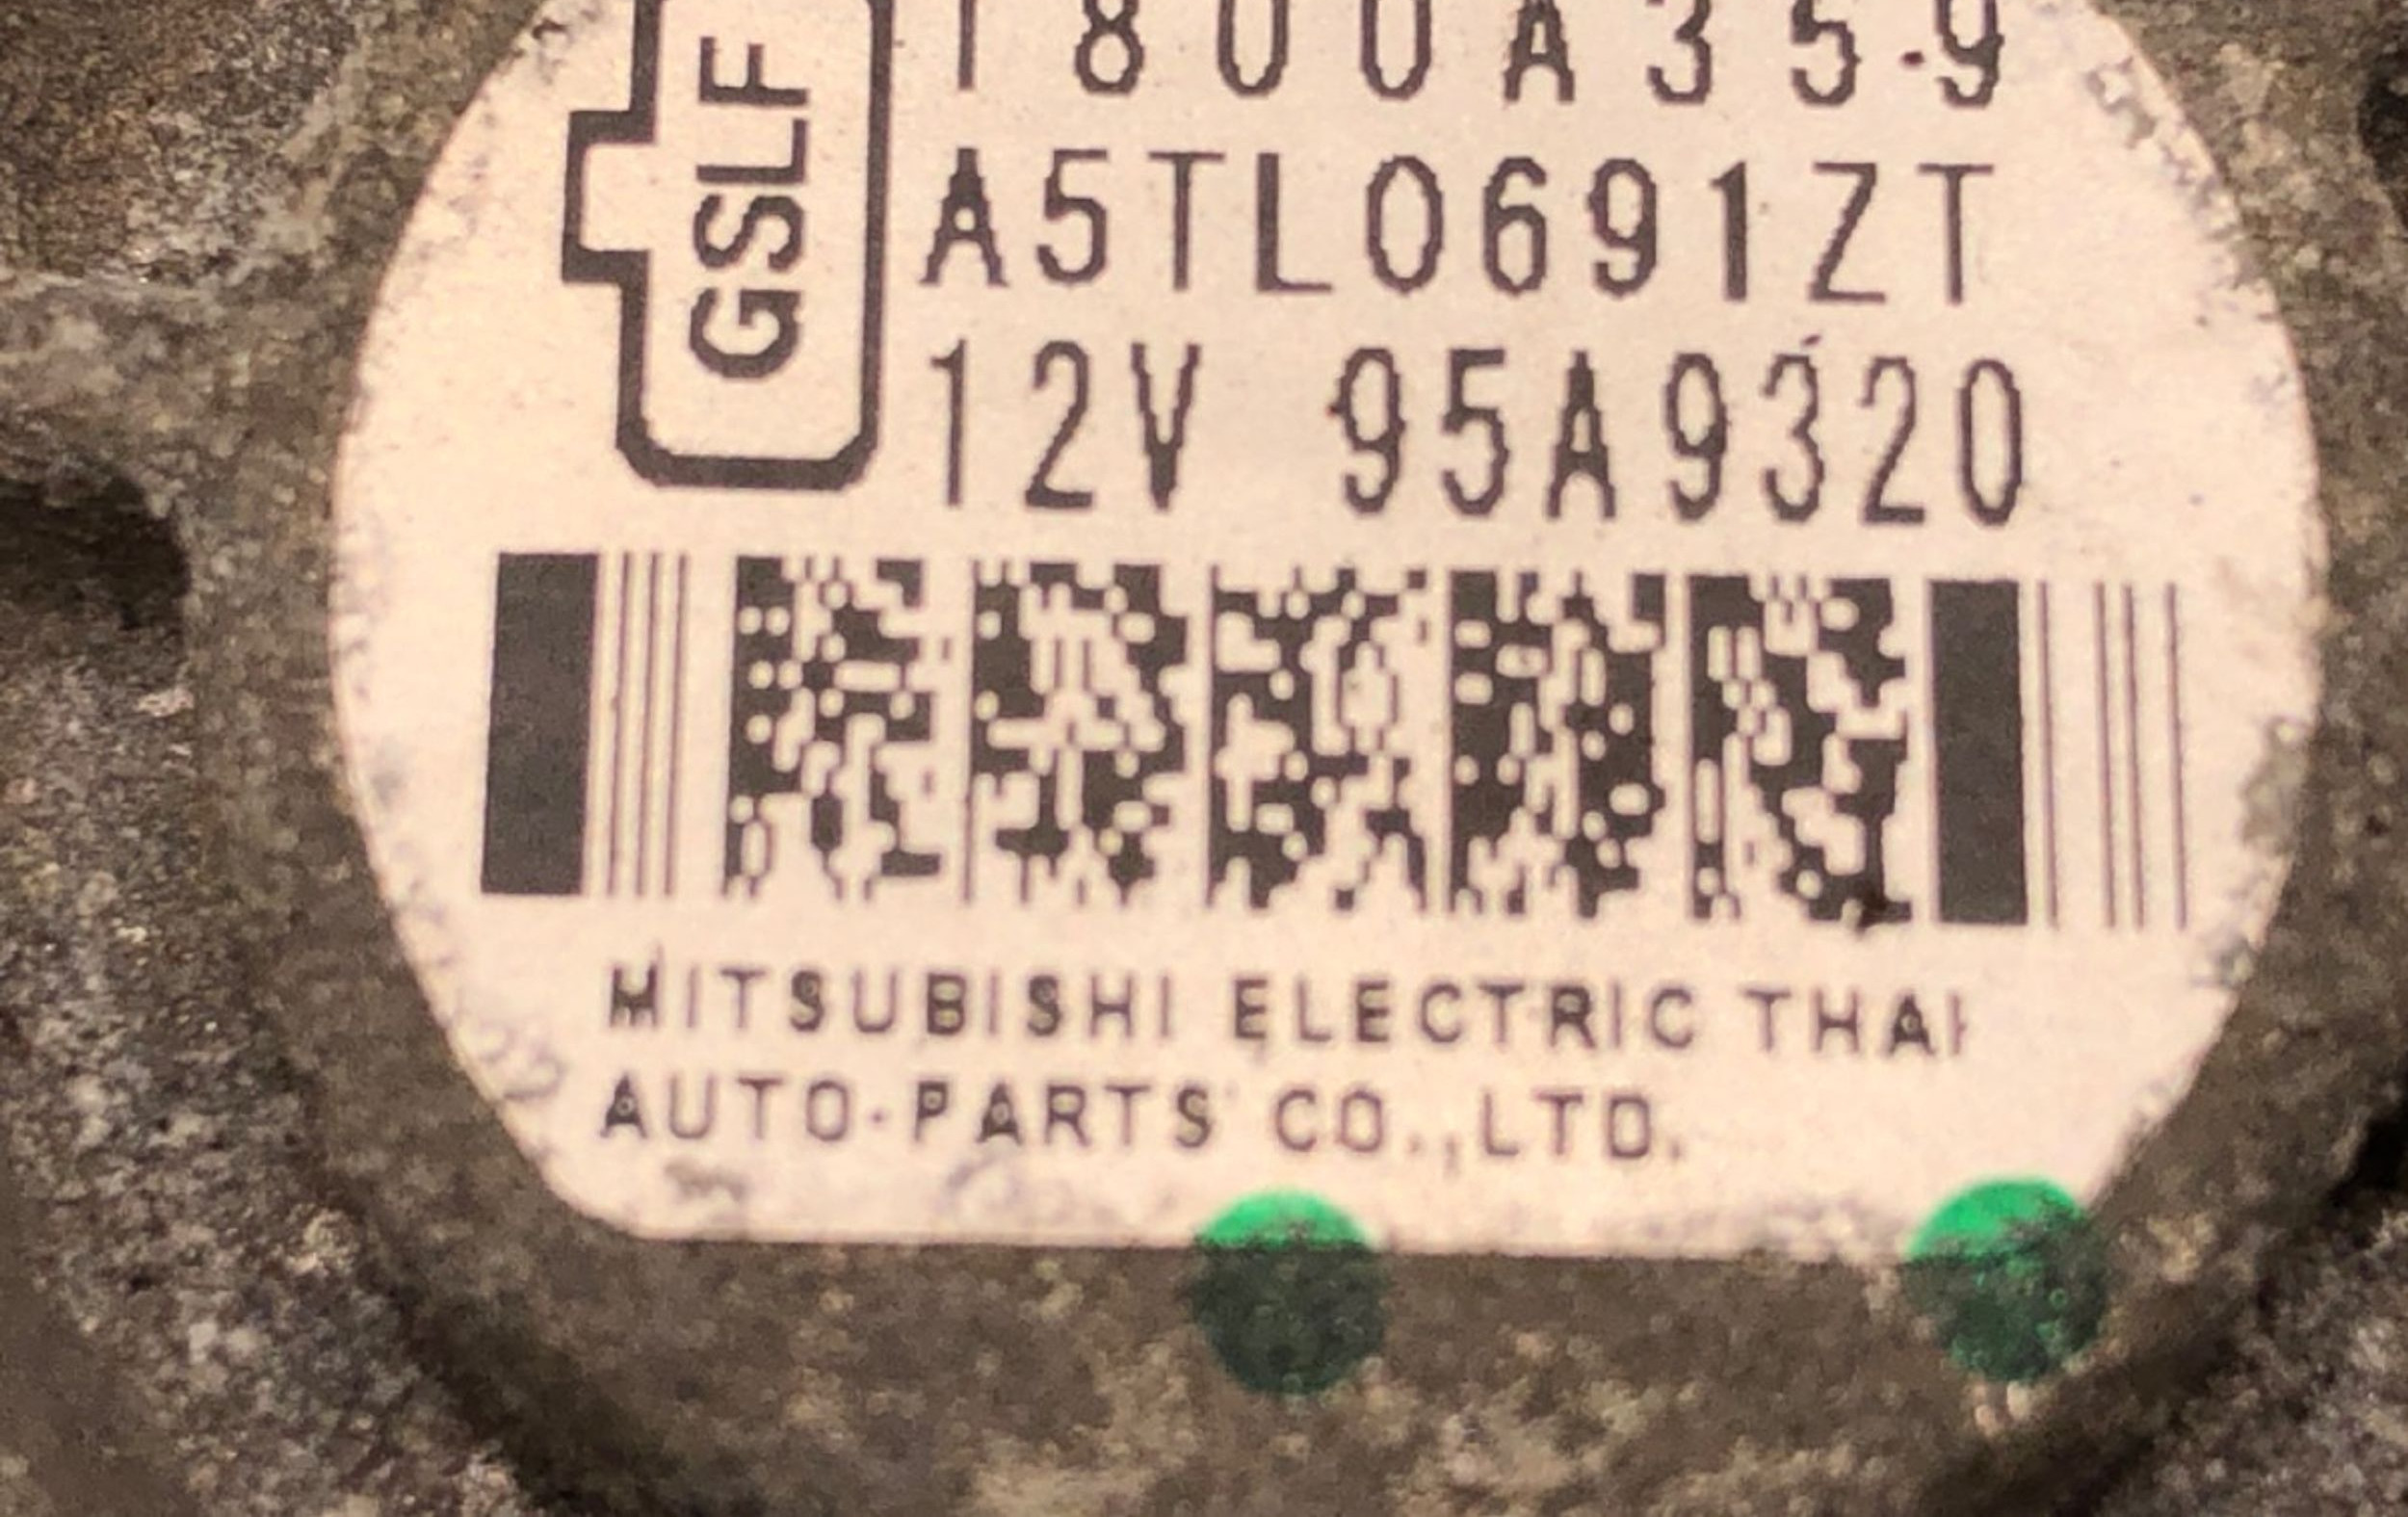 GSLF
1800A359
A5TL0691ZT
12V 95A9320
MITSUBISHI ELECTRIC THAI
AUTO-PARTS CO.,LTD.